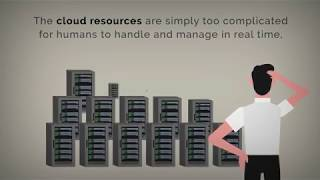 The cloud resources are simply too complicated
for humans to handle and manage in real time,